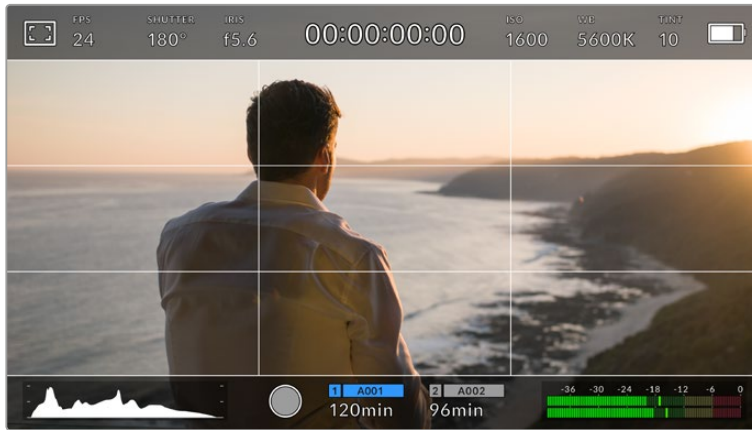 FPS SHUTTER IRIS ISO WB TINT
24 180° f5.6 00:00:00:00 1600 5600K 10
1 A001 2 A002
120min 96min
-36 -30 -24 -18 -12 -6 0